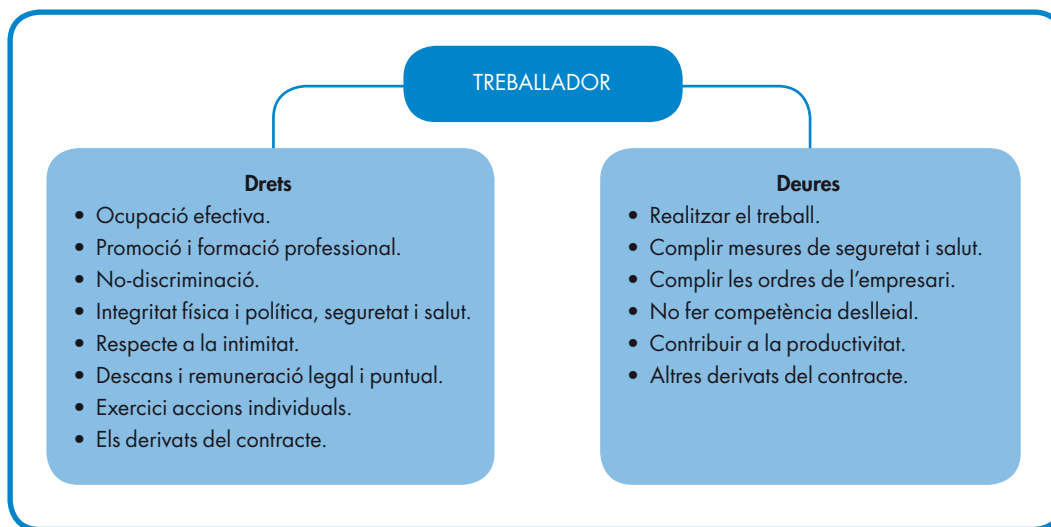 TREBALLADOR
Drets
• Ocupació efectiva.
• Promoció i formació professional.
• No-discriminació.
• Integritat física i política, seguretat i salut.
• Respecte a la intimitat.
• Descans i remuneració legal i puntual.
• Exercici accions individuals.
• Els derivats del contracte.
Deures
• Realitzar el treball.
• Complir mesures de seguretat i salut.
• Complir les ordres de l’empresari.
• No fer competència deslleial.
• Contribuir a la productivitat.
• Altres derivats del contracte.